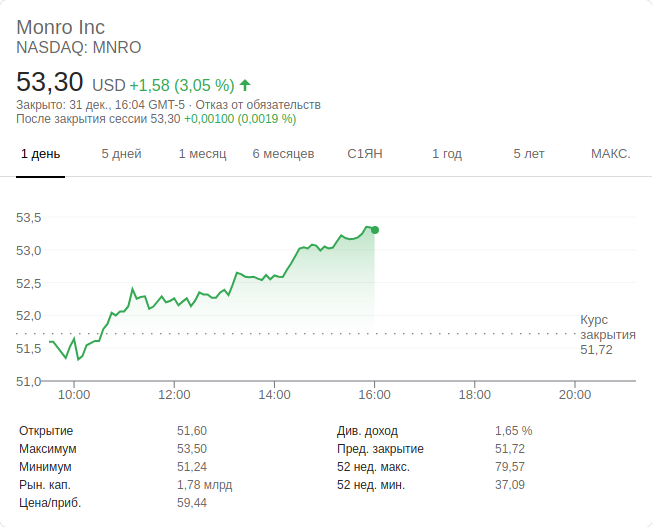 Monro Inc
NASDAQ: MNRO
53,30 USD +1,58 (3,05 %)
Закрыто: 31 дек., 16:04 GMT-5 · Отказ от обязательств
После закрытия сессии 53,30 +0,00100 (0,0019 %)
1 день 5 дней 1 месяц 6 месяцев С1ЯН 1 год 5 лет МАКС.
53,5
53,0
52,5
52,0
51,5
51,0
Курс
закрытия
51,72
10:00 12:00 14:00 16:00 18:00 20:00
Открытие 51,60 Див. доход 1,65 %
Максимум 53,50 Пред. закрытие 51,72
Минимум 51,24 52 нед. макс. 79,57
Рын. кап. 1,78 млрд 52 нед. мин. 37,09
Цена/приб. 59,44